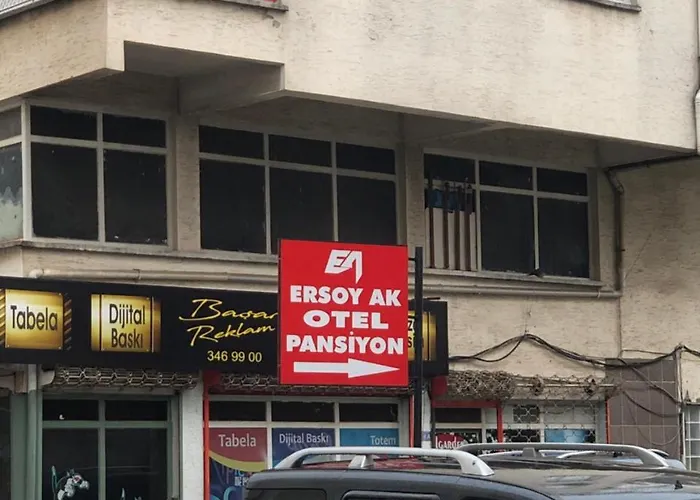 EA
ERSOY AK
OTEL
PANSİYON
Tabela
Dijital
Baskı
Başarı
Reklam
346 99 00
Tabela
Dijital Baskı
Totem